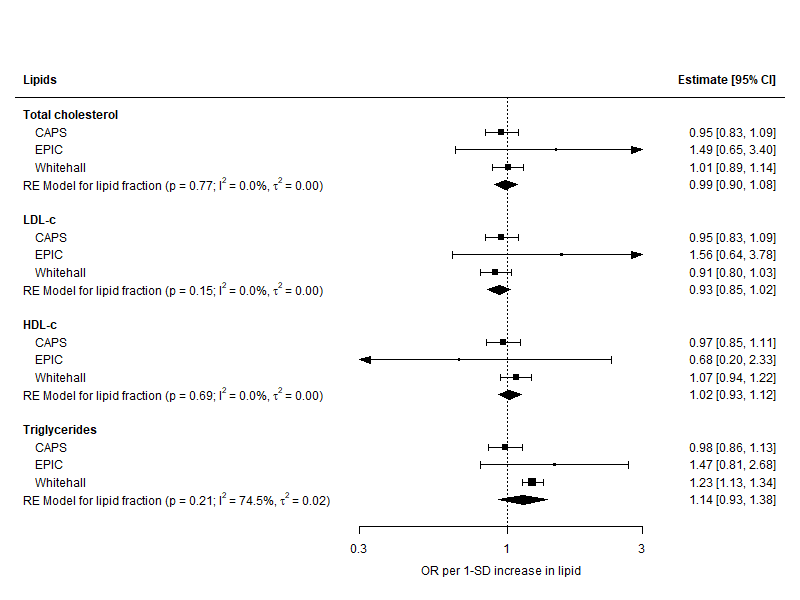 Lipids Estimate [95% CI]
Total cholesterol
CAPS 0.95 [0.83, 1.09]
EPIC 1.49 [0.65, 3.40]
Whitehall 1.01 [0.89, 1.14]
RE Model for lipid fraction (p = 0.77; I² = 0.0%, τ² = 0.00) 0.99 [0.90, 1.08]
LDL-c
CAPS 0.95 [0.83, 1.09]
EPIC 1.56 [0.64, 3.78]
Whitehall 0.91 [0.80, 1.03]
RE Model for lipid fraction (p = 0.15; I² = 0.0%, τ² = 0.00) 0.93 [0.85, 1.02]
HDL-c
CAPS 0.97 [0.85, 1.11]
EPIC 0.68 [0.20, 2.33]
Whitehall 1.07 [0.94, 1.22]
RE Model for lipid fraction (p = 0.69; I² = 0.0%, τ² = 0.00) 1.02 [0.93, 1.12]
Triglycerides
CAPS 0.98 [0.86, 1.13]
EPIC 1.47 [0.81, 2.68]
Whitehall 1.23 [1.13, 1.34]
RE Model for lipid fraction (p = 0.21; I² = 74.5%, τ² = 0.02) 1.14 [0.93, 1.38]
0.3 1 3
OR per 1-SD increase in lipid